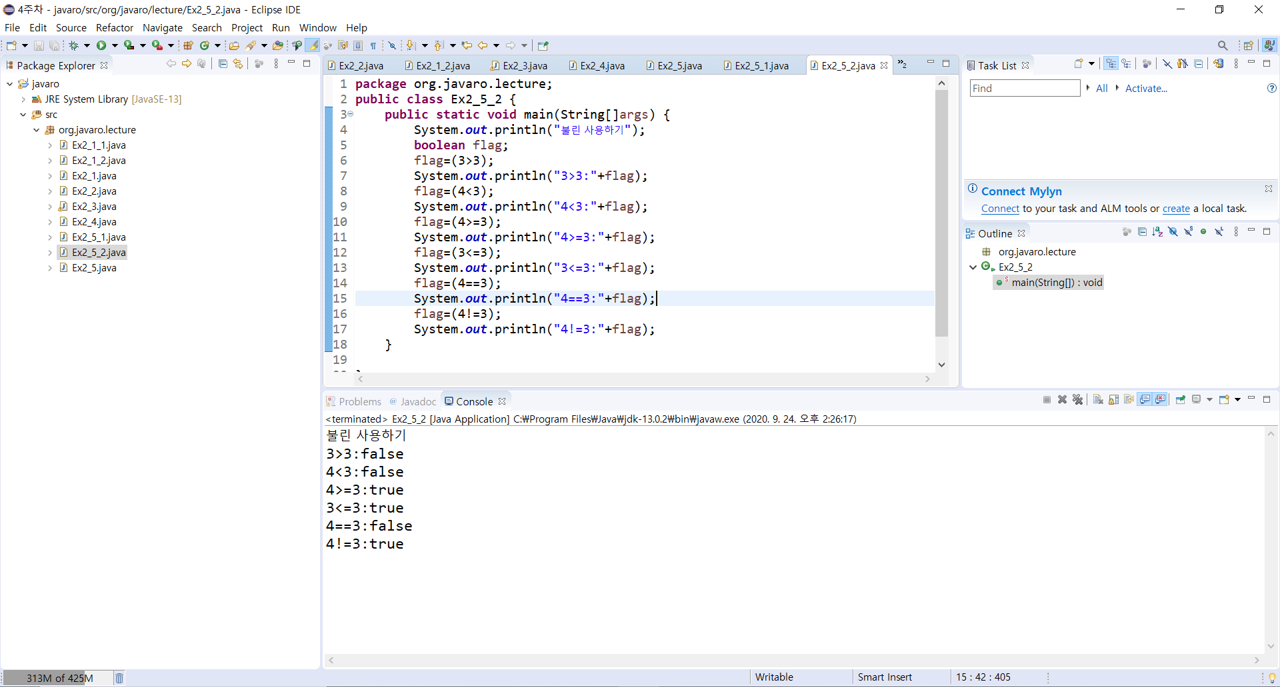 4주차 - javaro/src/org/javaro/lecture/Ex2_5_2.java - Eclipse IDE
File Edit Source Refactor Navigate Search Project Run Window Help
Package Explorer
javaro
JRE System Library [JavaSE-13]
src
org.javaro.lecture
Ex2_1_1.java
Ex2_1_2.java
Ex2_1.java
Ex2_2.java
Ex2_3.java
Ex2_4.java
Ex2_5_1.java
Ex2_5_2.java
Ex2_5.java
Ex2_2.java Ex2_1_2.java Ex2_3.java Ex2_4.java Ex2_5.java Ex2_5_1.java Ex2_5_2.java »2
1 package org.javaro.lecture;
2 public class Ex2_5_2 {
3 public static void main(String[]args) {
4 System.out.println("불린 사용하기");
5 boolean flag;
6 flag=(3>3);
7 System.out.println("3>3:"+flag);
8 flag=(4<3);
9 System.out.println("4<3:"+flag);
10 flag=(4>=3);
11 System.out.println("4>=3:"+flag);
12 flag=(3<=3);
13 System.out.println("3<=3:"+flag);
14 flag=(4==3);
15 System.out.println("4==3:"+flag);
16 flag=(4!=3);
17 System.out.println("4!=3:"+flag);
18 }
19
Task List
Find All Activate...
Connect Mylyn
Connect to your task and ALM tools or create a local task.
Outline
org.javaro.lecture
Ex2_5_2
main(String[]) : void
Problems Javadoc Console
<terminated> Ex2_5_2 [Java Application] C:₩Program Files₩Java₩jdk-13.0.2₩bin₩javaw.exe (2020. 9. 24. 오후 2:26:17)
불린 사용하기
3>3:false
4<3:false
4>=3:true
3<=3:true
4==3:false
4!=3:true
313M of 425M Writable Smart Insert 15 : 42 : 405